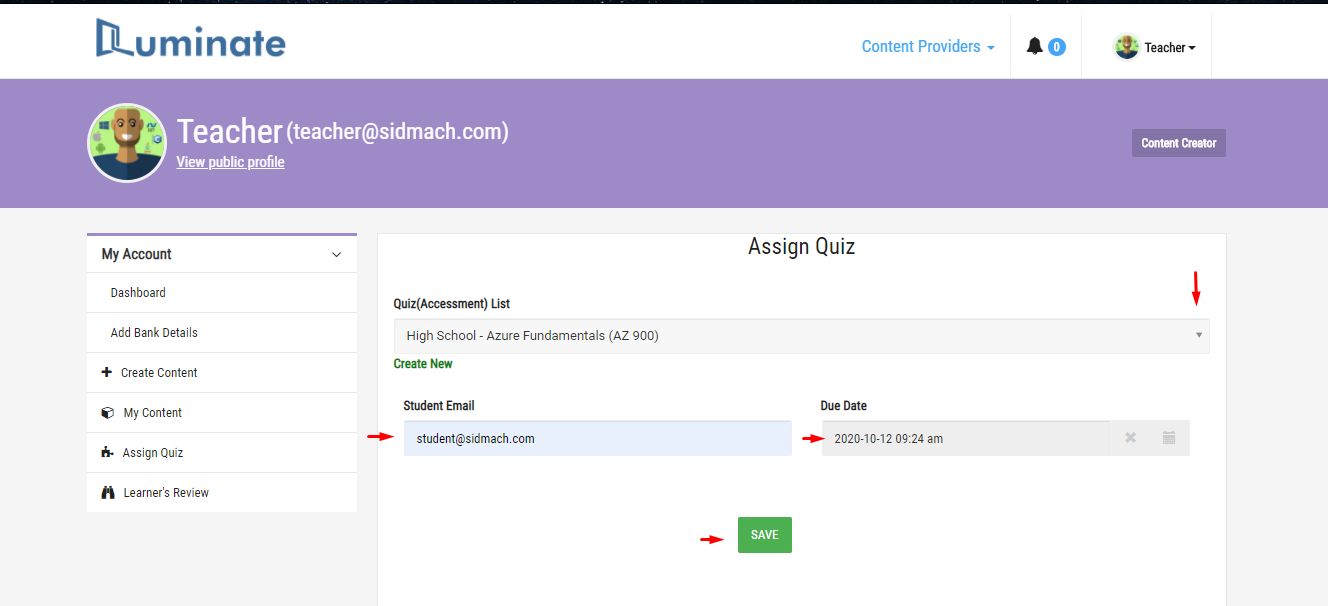 Luminate
Content Providers
0
Teacher
Teacher (teacher@sidmach.com)
View public profile
Content Creator
My Account
Dashboard
Add Bank Details
Create Content
My Content
Assign Quiz
Learner's Review
Assign Quiz
Quiz(Accessment) List
High School - Azure Fundamentals (AZ 900)
Create New
Student Email
Due Date
student@sidmach.com
2020-10-12 09:24 am
SAVE